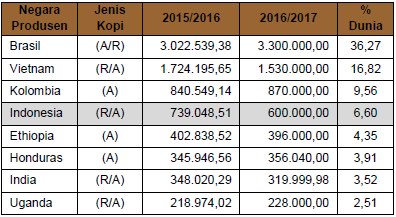 Negara Produsen Jenis Kopi 2015/2016 2016/2017 % Dunia
Brasil (A/R) 3.022.539,38 3.300.000,00 36,27
Vietnam (R/A) 1.724.195,65 1.530.000,00 16,82
Kolombia (A) 840.549,14 870.000,00 9,56
Indonesia (R/A) 739.048,51 600.000,00 6,60
Ethiopia (A) 402.838,52 396.000,00 4,35
Honduras (A) 345.946,56 356.040,00 3,91
India (R/A) 348.020,29 319.999,98 3,52
Uganda (R/A) 218.974,02 228.000,00 2,51